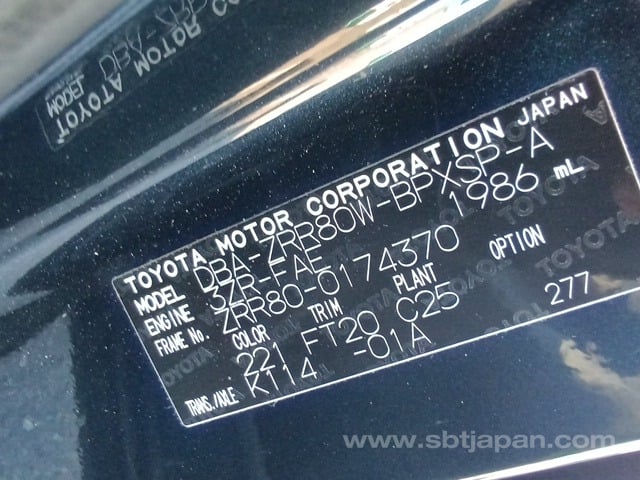 TOYOTA MOTOR CORPORATION JAPAN
MODEL DBA-ZRR80W-BPXSP-A
ENGINE 3ZR-FAE 1986 mL
FRAME No. ZRR80-0174370
COLOR TRIM PLANT OPTION
221 FT20 C25 277
TRANS./AXLE K114 -01A
www.sbtjapan.com